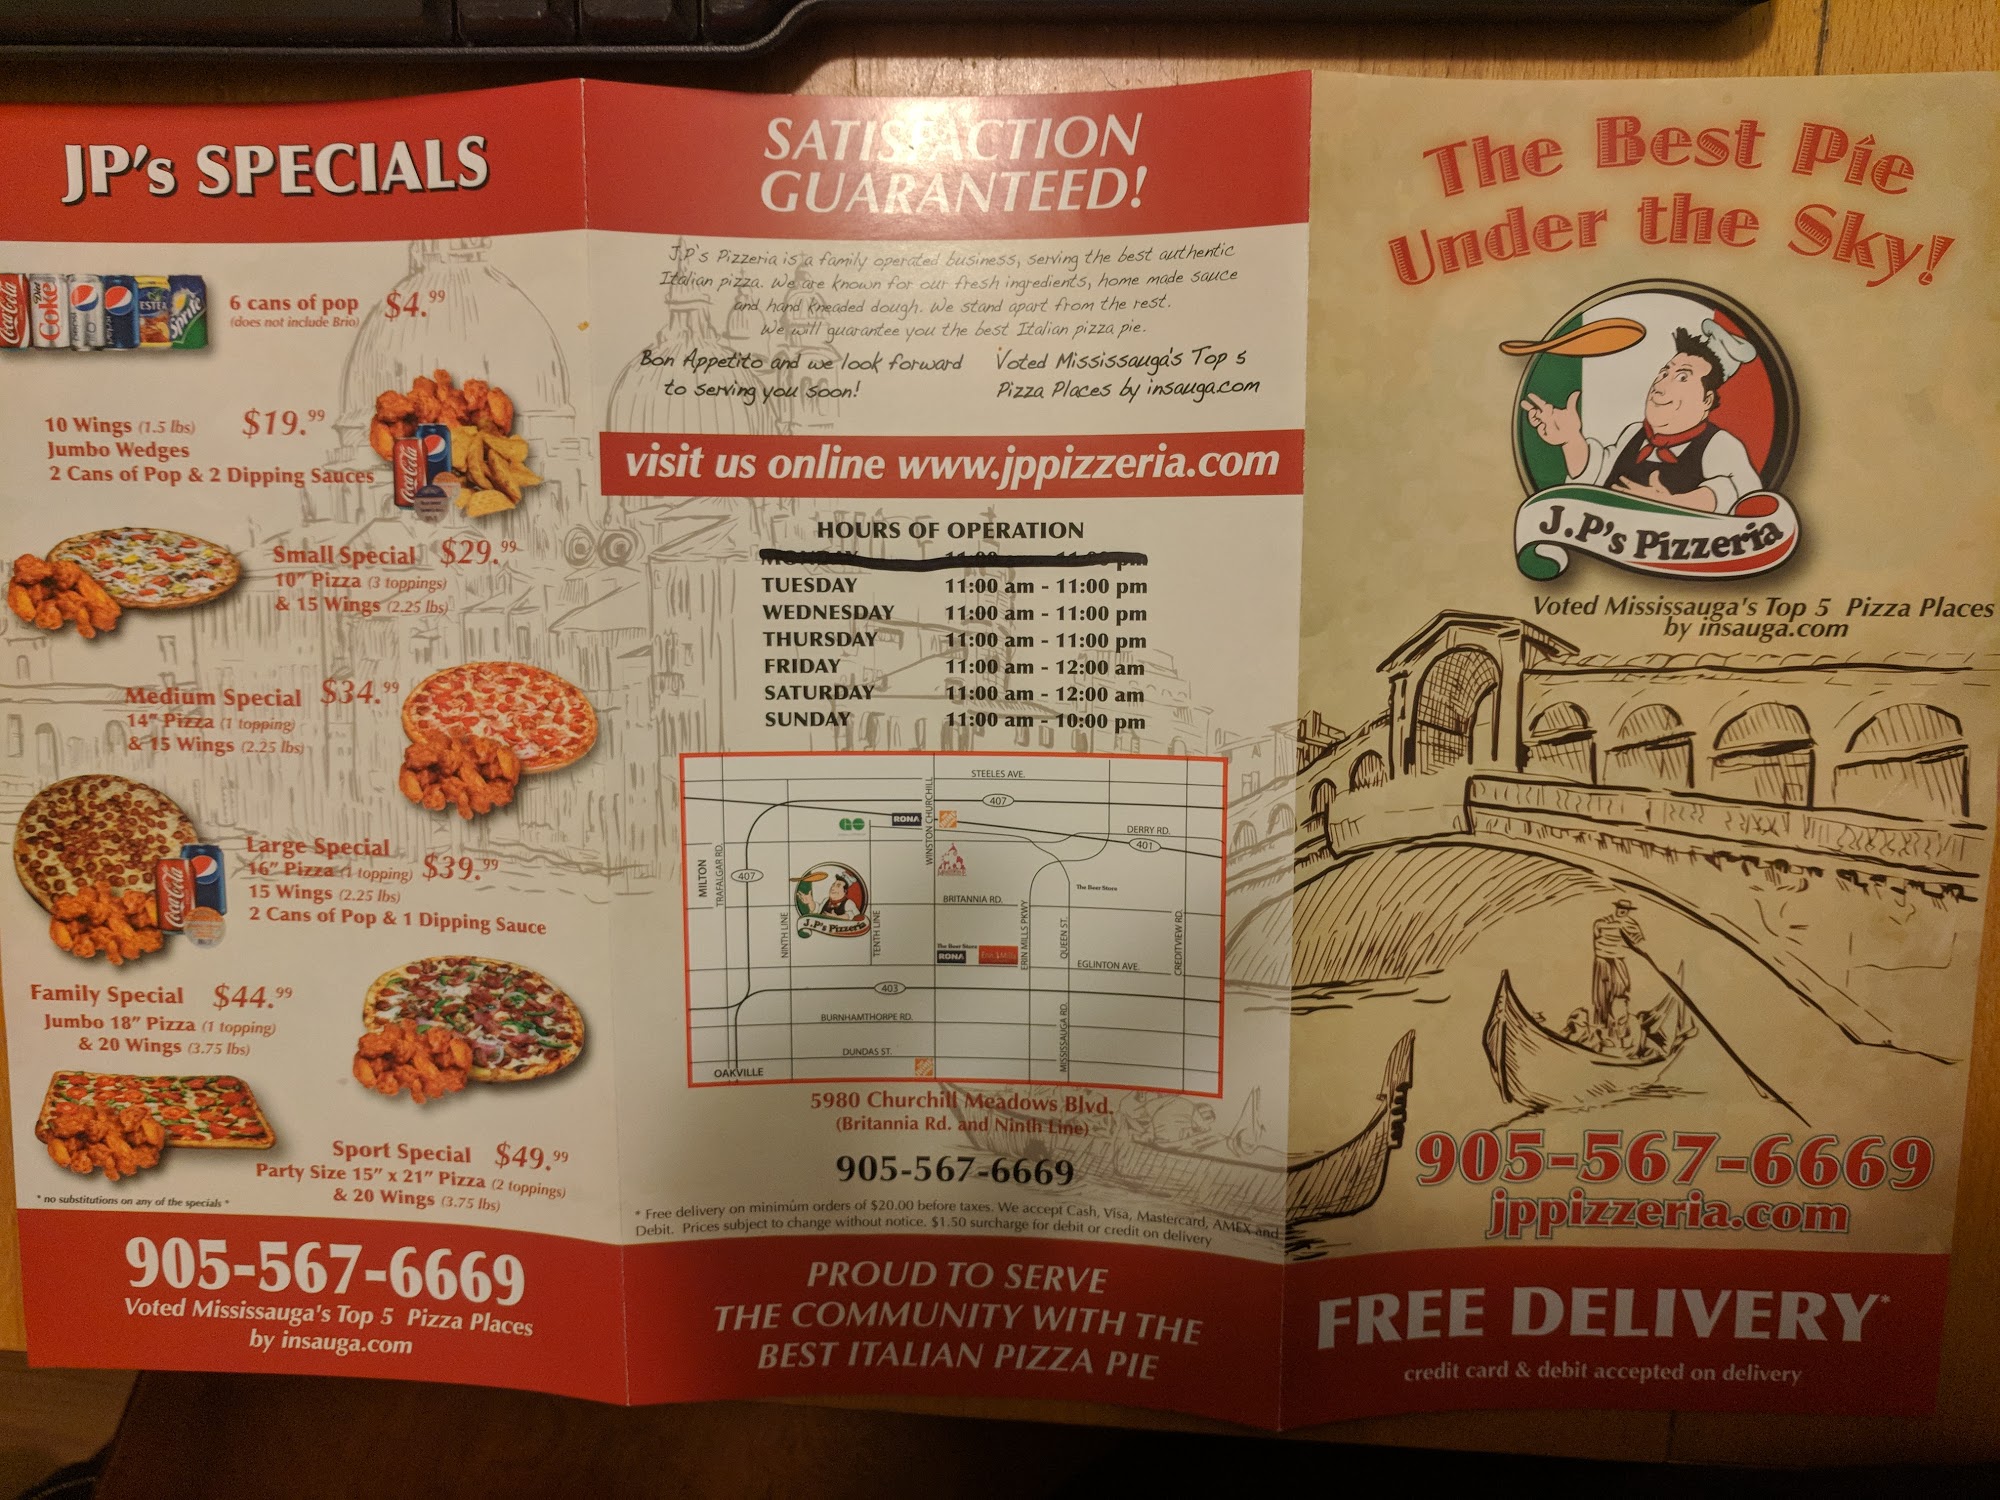 JP's SPECIALS
6 cans of pop $4.99
(does not include Brio)
10 Wings (1.5 lbs) $19.99
Jumbo Wedges
2 Cans of Pop & 2 Dipping Sauces
Small Special $29.99
10" Pizza (3 toppings)
& 15 Wings (2.25 lbs)
Medium Special $34.99
14" Pizza (1 topping)
& 15 Wings (2.25 lbs)
Large Special
16" Pizza (1 topping) $39.99
15 Wings (2.25 lbs)
2 Cans of Pop & 1 Dipping Sauce
Family Special $44.99
Jumbo 18" Pizza (1 topping)
& 20 Wings (3.75 lbs)
Sport Special $49.99
Party Size 15" x 21" Pizza (2 toppings)
& 20 Wings (3.75 lbs)
* no substitutions on any of the specials *
905-567-6669
Voted Mississauga's Top 5 Pizza Places
by insauga.com
SATISFACTION
GUARANTEED!
J.P's Pizzeria is a family operated business, serving the best authentic
Italian pizza. We are known for our fresh ingredients, home made sauce
and hand kneaded dough. We stand apart from the rest.
We will guarantee you the best Italian pizza pie.
Bon Appetito and we look forward
to serving you soon!
Voted Mississauga's Top 5
Pizza Places by insauga.com
visit us online www.jppizzeria.com
HOURS OF OPERATION
TUESDAY 11:00 am - 11:00 pm
WEDNESDAY 11:00 am - 11:00 pm
THURSDAY 11:00 am - 11:00 pm
FRIDAY 11:00 am - 12:00 am
SATURDAY 11:00 am - 12:00 am
SUNDAY 11:00 am - 10:00 pm
STEELES AVE.
407
GO
RONA
WINSTON CHURCHILL
DERRY RD.
401
MILTON
TRAFALGAR RD.
407
J.P's Pizzeria
The Beer Store
BRITANNIA RD.
NINTH LINE
TENTH LINE
The Beer Store
RONA
ERIN MILLS PKWY
QUEEN ST.
CREDITVIEW RD.
EGLINTON AVE.
403
BURNHAMTHORPE RD.
MISSISSAUGA RD.
DUNDAS ST.
OAKVILLE
5980 Churchill Meadows Blvd.
(Britannia Rd. and Ninth Line)
905-567-6669
* Free delivery on minimum orders of $20.00 before taxes. We accept Cash, Visa, Mastercard, AMEX and
Debit. Prices subject to change without notice. $1.50 surcharge for debit or credit on delivery
PROUD TO SERVE
THE COMMUNITY WITH THE
BEST ITALIAN PIZZA PIE
The Best Pie
Under the Sky!
J.P's Pizzeria
Voted Mississauga's Top 5 Pizza Places
by insauga.com
905-567-6669
jppizzeria.com
FREE DELIVERY*
credit card & debit accepted on delivery